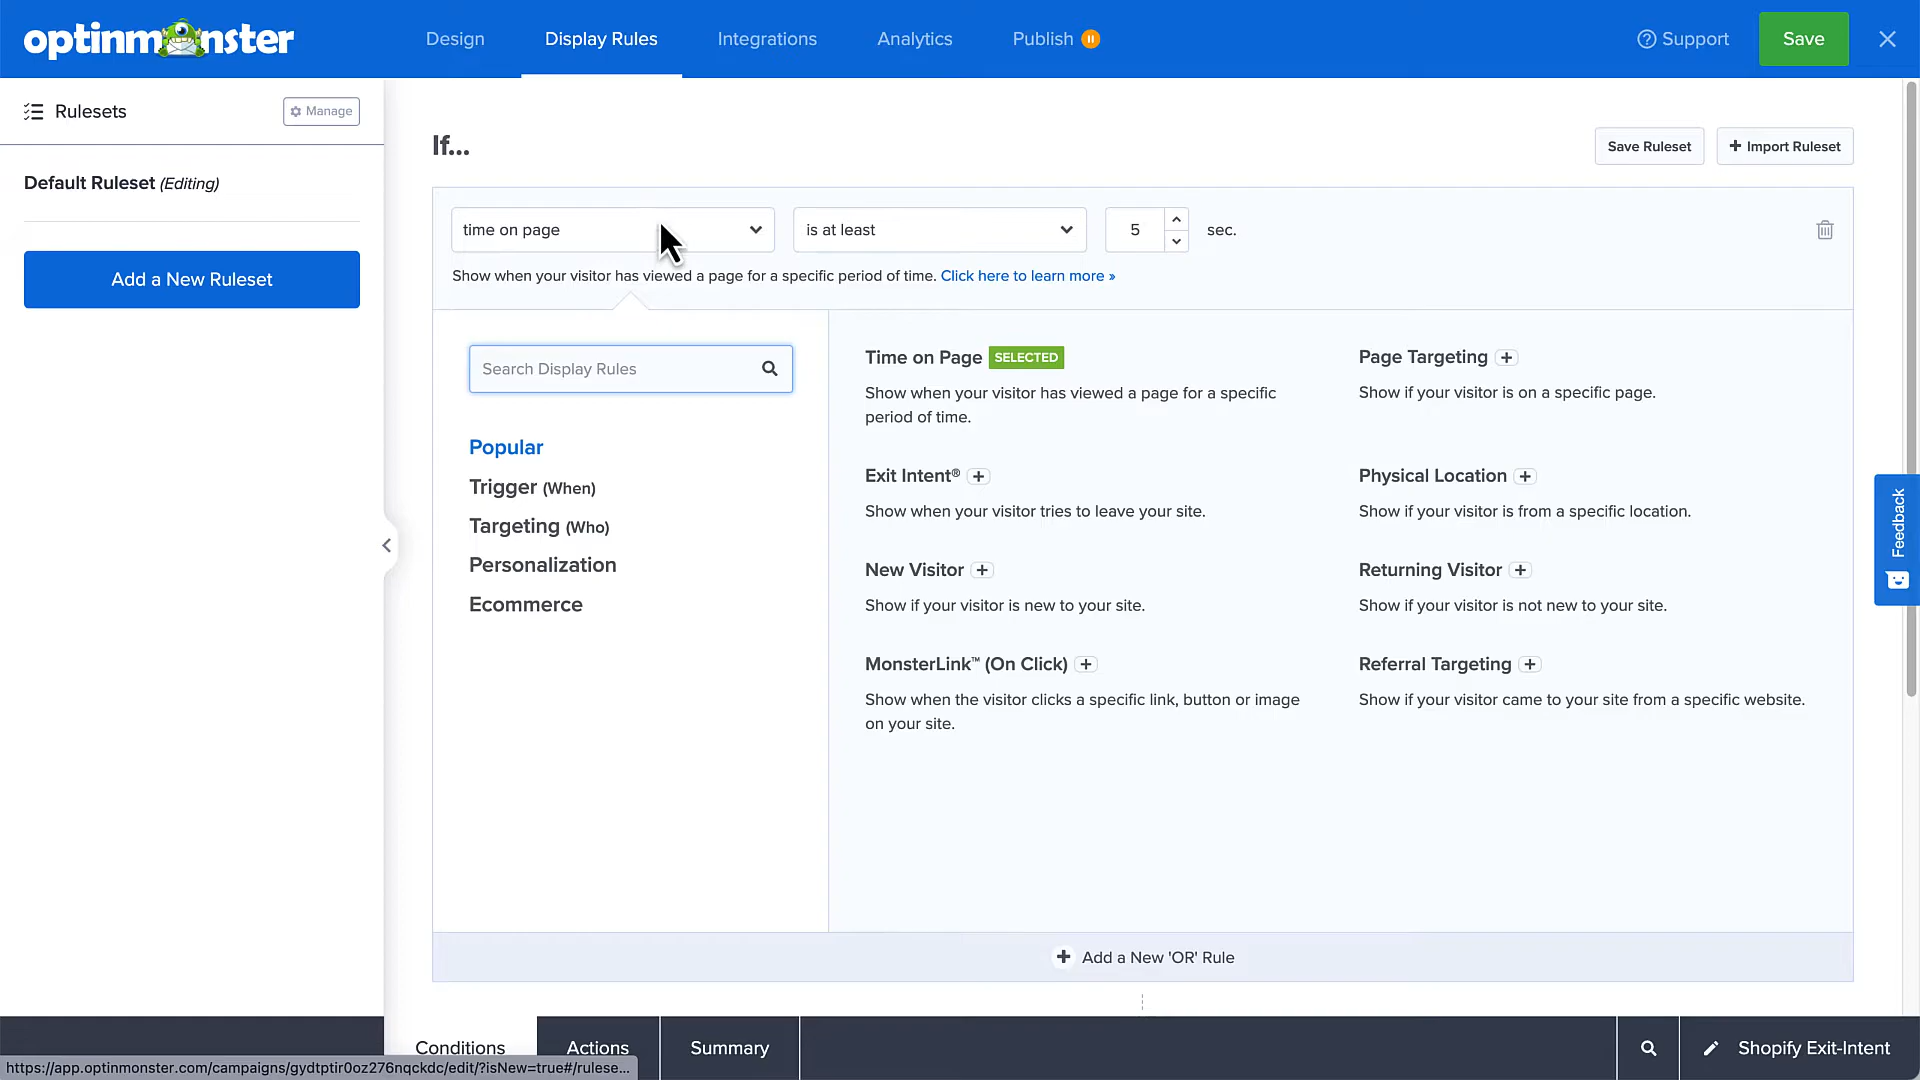 optinmonster
Design
Display Rules
Integrations
Analytics
Publish
Support
Save
Rulesets
Manage
Default Ruleset (Editing)
Add a New Ruleset
If...
Save Ruleset
+ Import Ruleset
time on page
is at least
5
sec.
Show when your visitor has viewed a page for a specific period of time. Click here to learn more »
Search Display Rules
Popular
Trigger (When)
Targeting (Who)
Personalization
Ecommerce
Time on Page SELECTED
Show when your visitor has viewed a page for a specific
period of time.
Page Targeting +
Show if your visitor is on a specific page.
Exit Intent® +
Show when your visitor tries to leave your site.
Physical Location +
Show if your visitor is from a specific location.
New Visitor +
Show if your visitor is new to your site.
Returning Visitor +
Show if your visitor is not new to your site.
MonsterLink™ (On Click) +
Show when the visitor clicks a specific link, button or image
on your site.
Referral Targeting +
Show if your visitor came to your site from a specific website.
+ Add a New 'OR' Rule
Feedback
Conditions
Actions
Summary
Shopify Exit-Intent
https://app.optinmonster.com/campaigns/gydtptir0oz276nqckdc/edit/?isNew=true#/rulese...